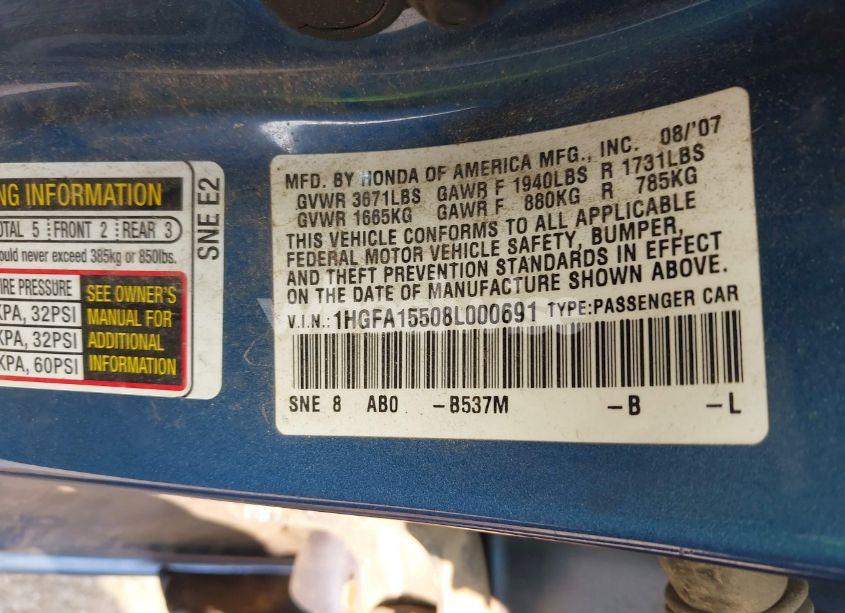 NG INFORMATION
OTAL 5 FRONT 2 REAR 3
ould never exceed 385kg or 850lbs.
IRE PRESSURE
KPA, 32PSI
KPA, 32PSI
KPA, 60PSI
SEE OWNER'S
MANUAL FOR
ADDITIONAL
INFORMATION
SNE E2
MFD. BY HONDA OF AMERICA MFG., INC. 08/'07
GVWR 3671LBS GAWR F 1940LBS R 1731LBS
GVWR 1665KG GAWR F 880KG R 785KG
THIS VEHICLE CONFORMS TO ALL APPLICABLE
FEDERAL MOTOR VEHICLE SAFETY, BUMPER,
AND THEFT PREVENTION STANDARDS IN EFFECT
ON THE DATE OF MANUFACTURE SHOWN ABOVE.
V.I.N.: 1HGFA15508L000691 TYPE:PASSENGER CAR
SNE 8 AB0 -B537M -B -L